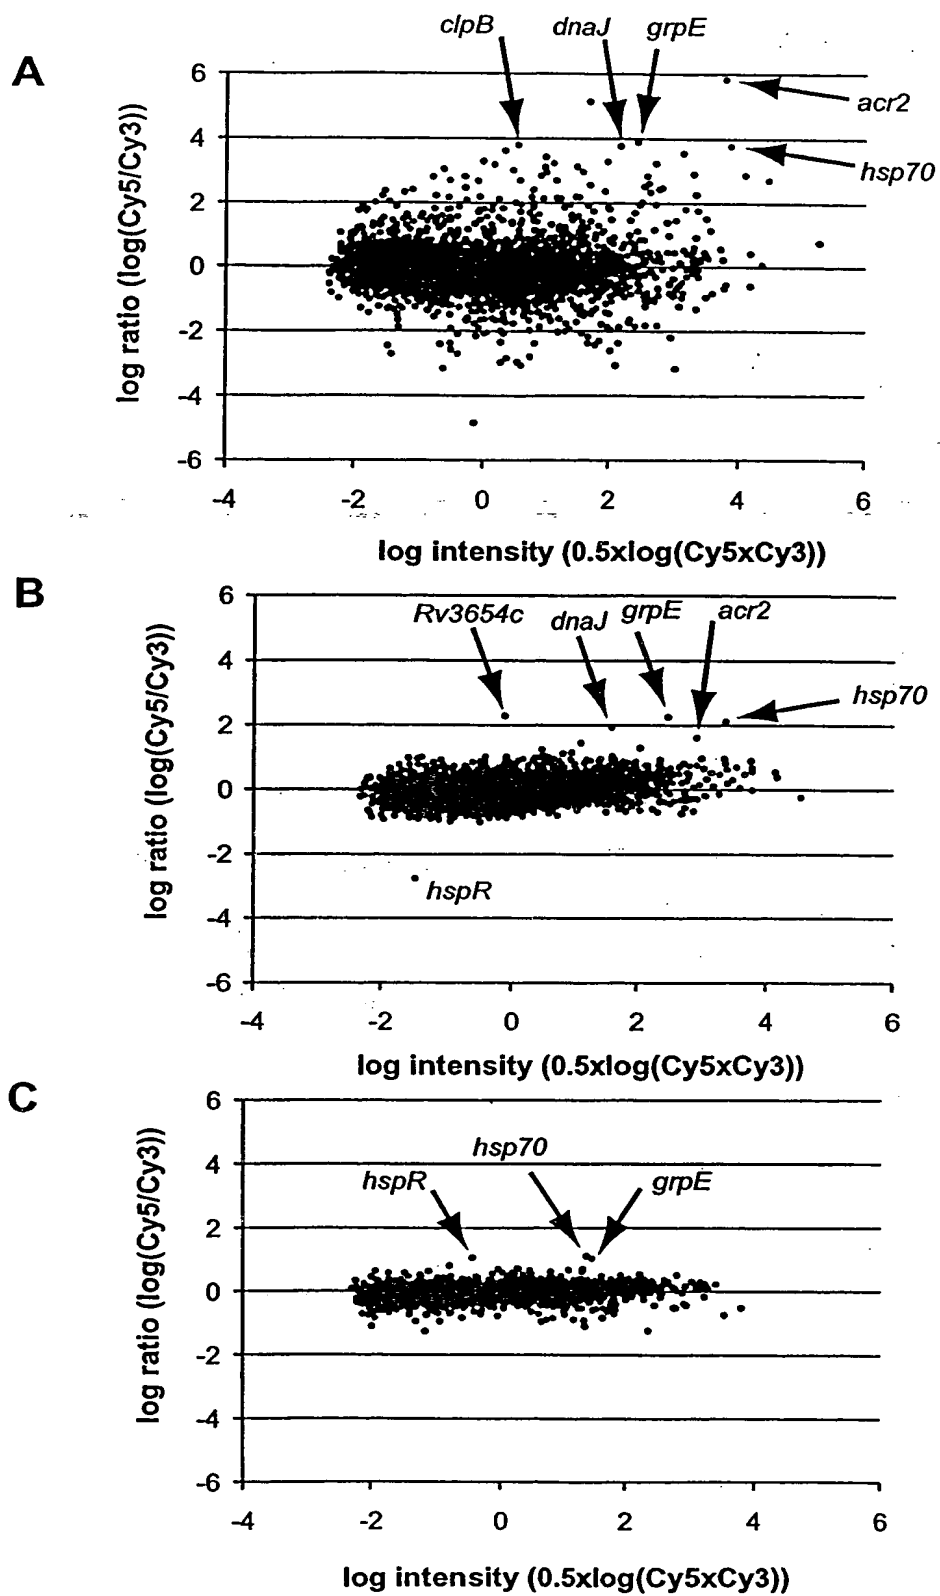 clpB dnaJ grpE
A
6
acr2
4
hsp70
2
0
-2
-4
-6
log ratio (log(Cy5/Cy3))
-4 -2 0 2 4 6
log intensity (0.5xlog(Cy5xCy3))
B
6
Rv3654c dnaJ grpE acr2
4
hsp70
2
0
-2
hspR
-4
-6
log ratio (log(Cy5/Cy3))
-4 -2 0 2 4 6
log intensity (0.5xlog(Cy5xCy3))
C
6
hsp70
4
hspR grpE
2
0
-2
-4
-6
log ratio (log(Cy5/Cy3))
-4 -2 0 2 4 6
log intensity (0.5xlog(Cy5xCy3))